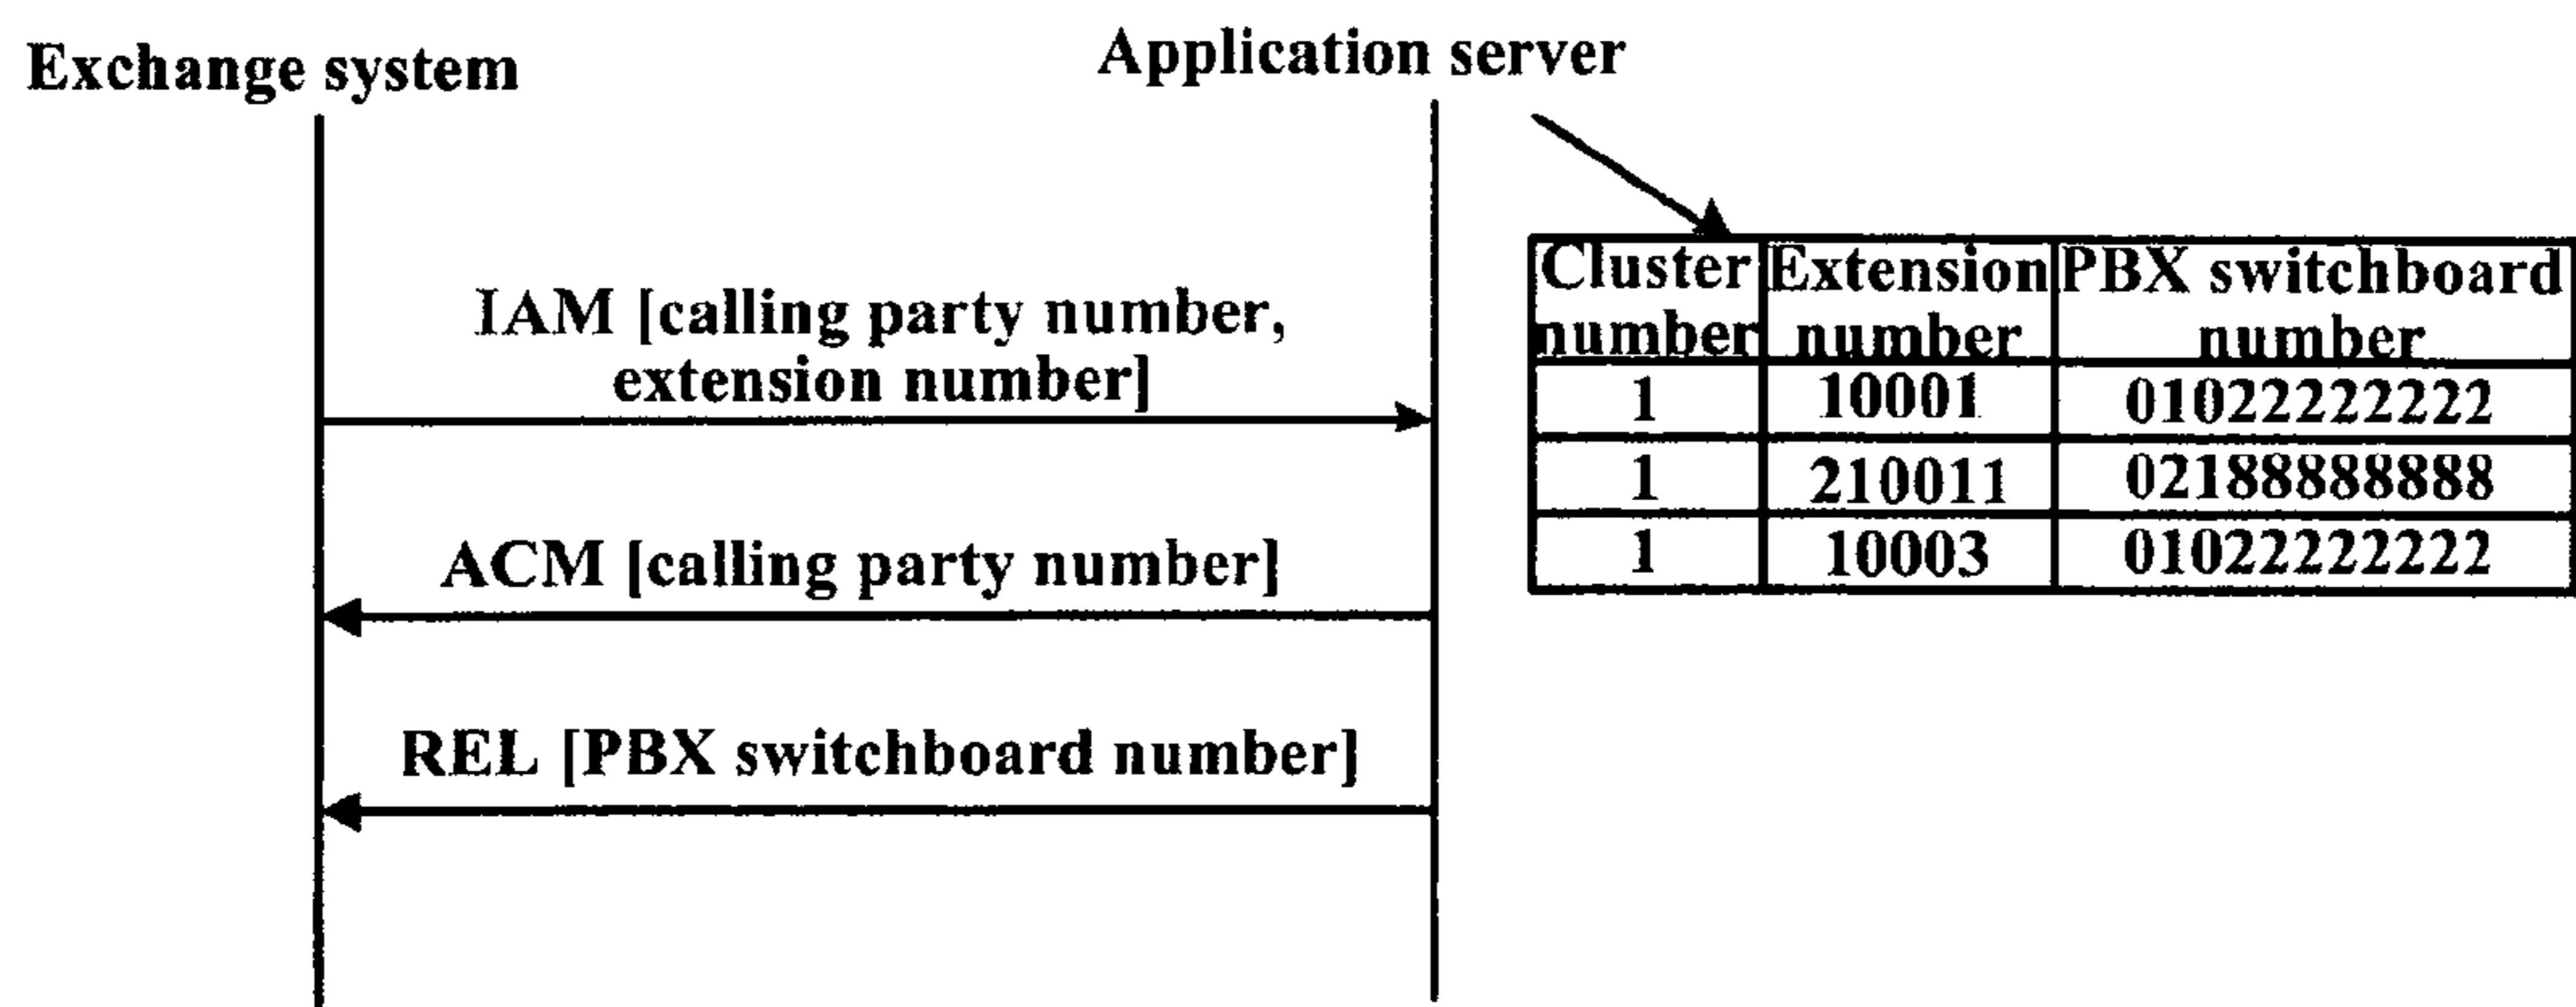 Exchange system
Application server
IAM [calling party number,
extension number]
ACM [calling party number]
REL [PBX switchboard number]
Cluster number Extension number PBX switchboard number
1 10001 01022222222
1 210011 02188888888
1 10003 01022222222